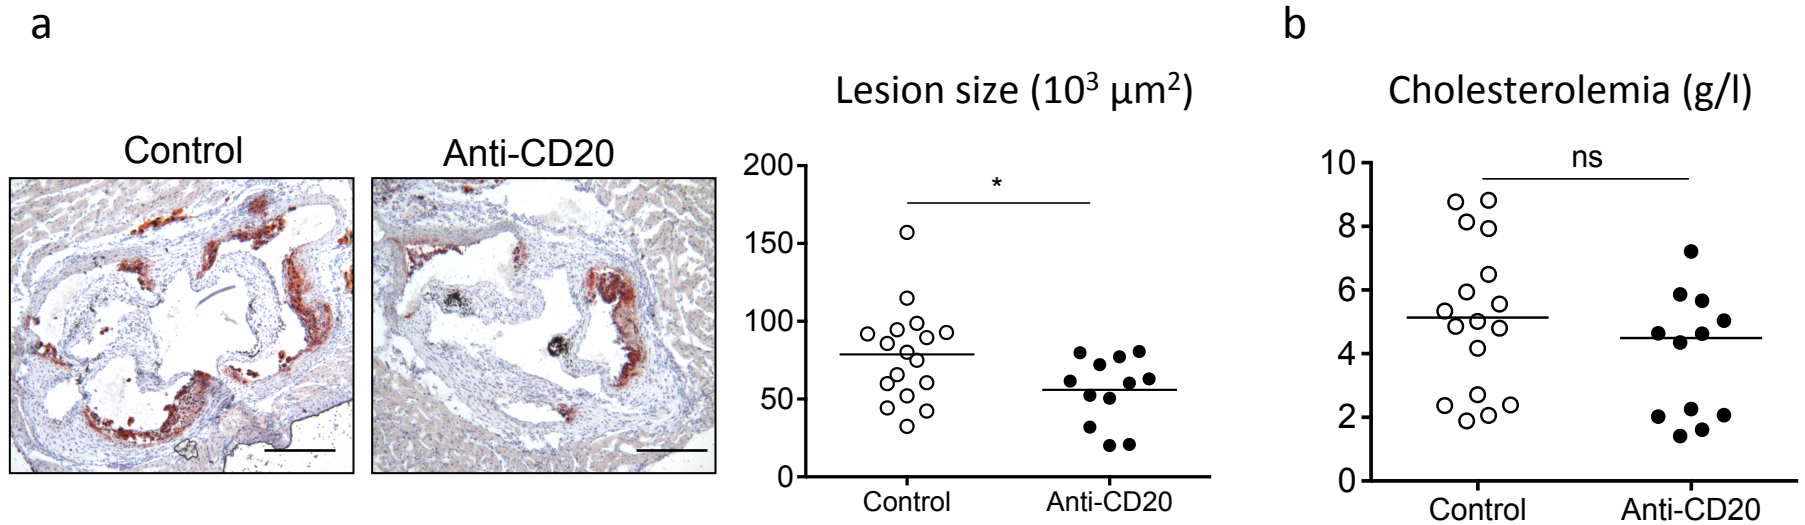 a
b
Lesion size (10³ µm²)
Cholesterolemia (g/l)
Control
Anti-CD20
200
150
100
50
0
*
Control
Anti-CD20
10
8
6
4
2
0
ns
Control
Anti-CD20